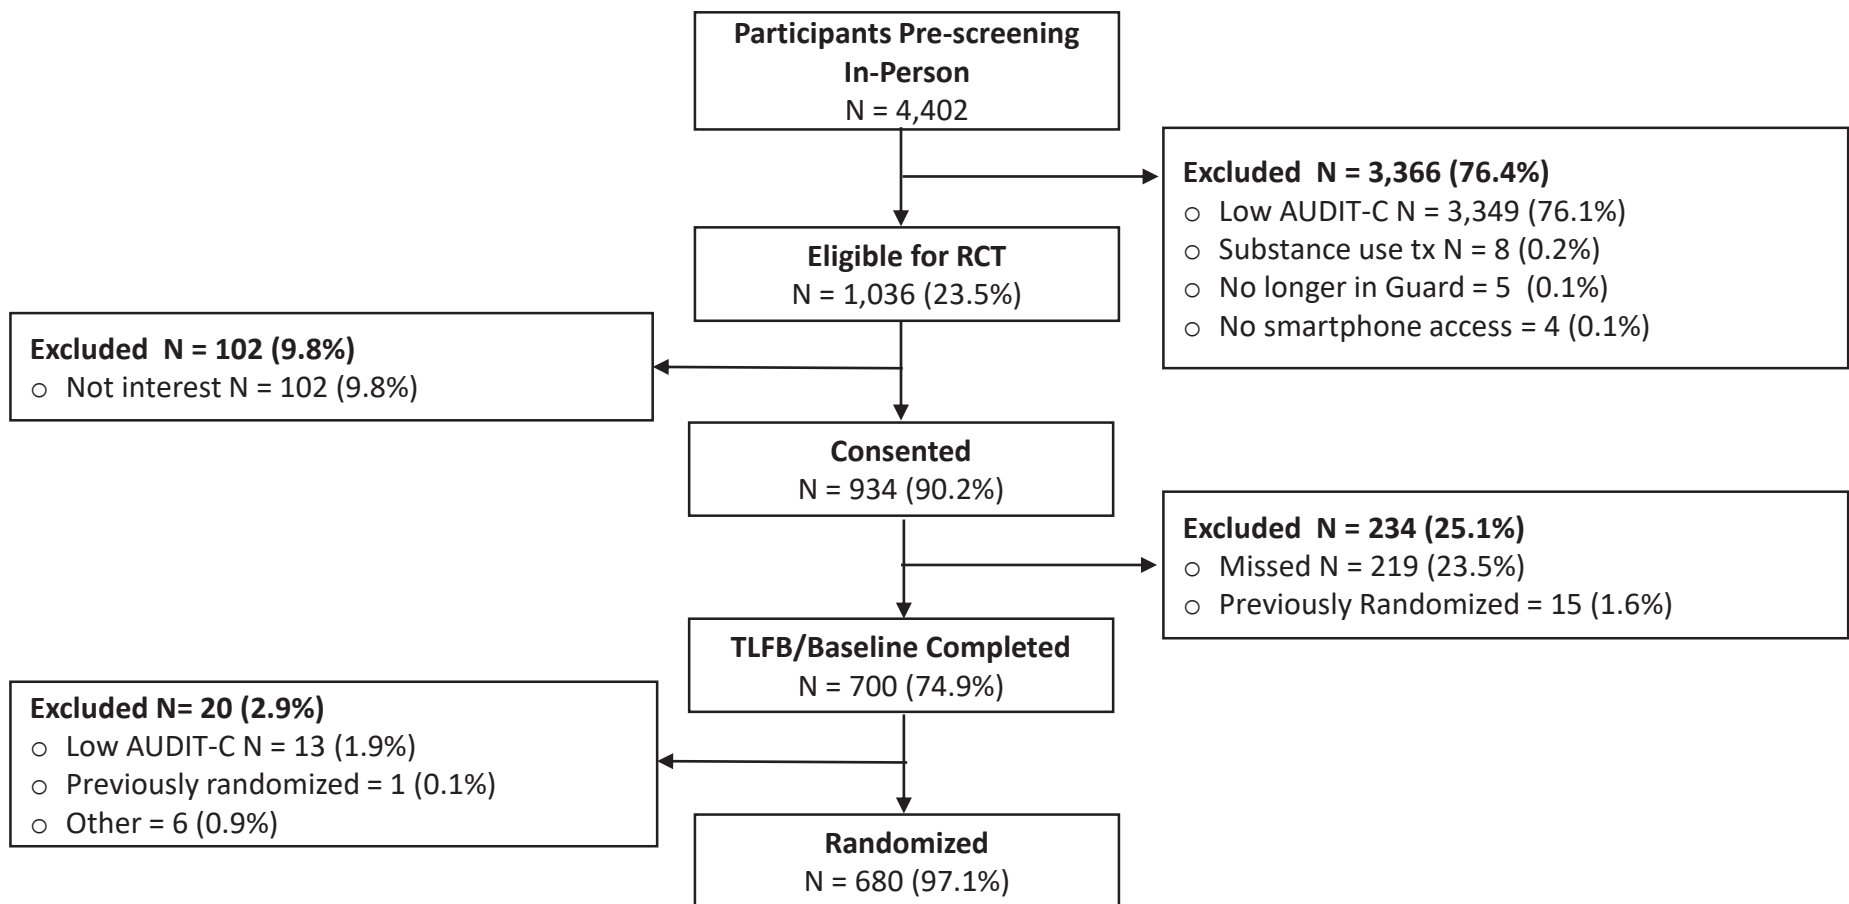 Participants Pre-screening
In-Person
N = 4,402
Excluded N = 3,366 (76.4%)
○ Low AUDIT-C N = 3,349 (76.1%)
○ Substance use tx N = 8 (0.2%)
○ No longer in Guard = 5 (0.1%)
○ No smartphone access = 4 (0.1%)
Eligible for RCT
N = 1,036 (23.5%)
Excluded N = 102 (9.8%)
○ Not interest N = 102 (9.8%)
Consented
N = 934 (90.2%)
Excluded N = 234 (25.1%)
○ Missed N = 219 (23.5%)
○ Previously Randomized = 15 (1.6%)
TLFB/Baseline Completed
N = 700 (74.9%)
Excluded N= 20 (2.9%)
○ Low AUDIT-C N = 13 (1.9%)
○ Previously randomized = 1 (0.1%)
○ Other = 6 (0.9%)
Randomized
N = 680 (97.1%)